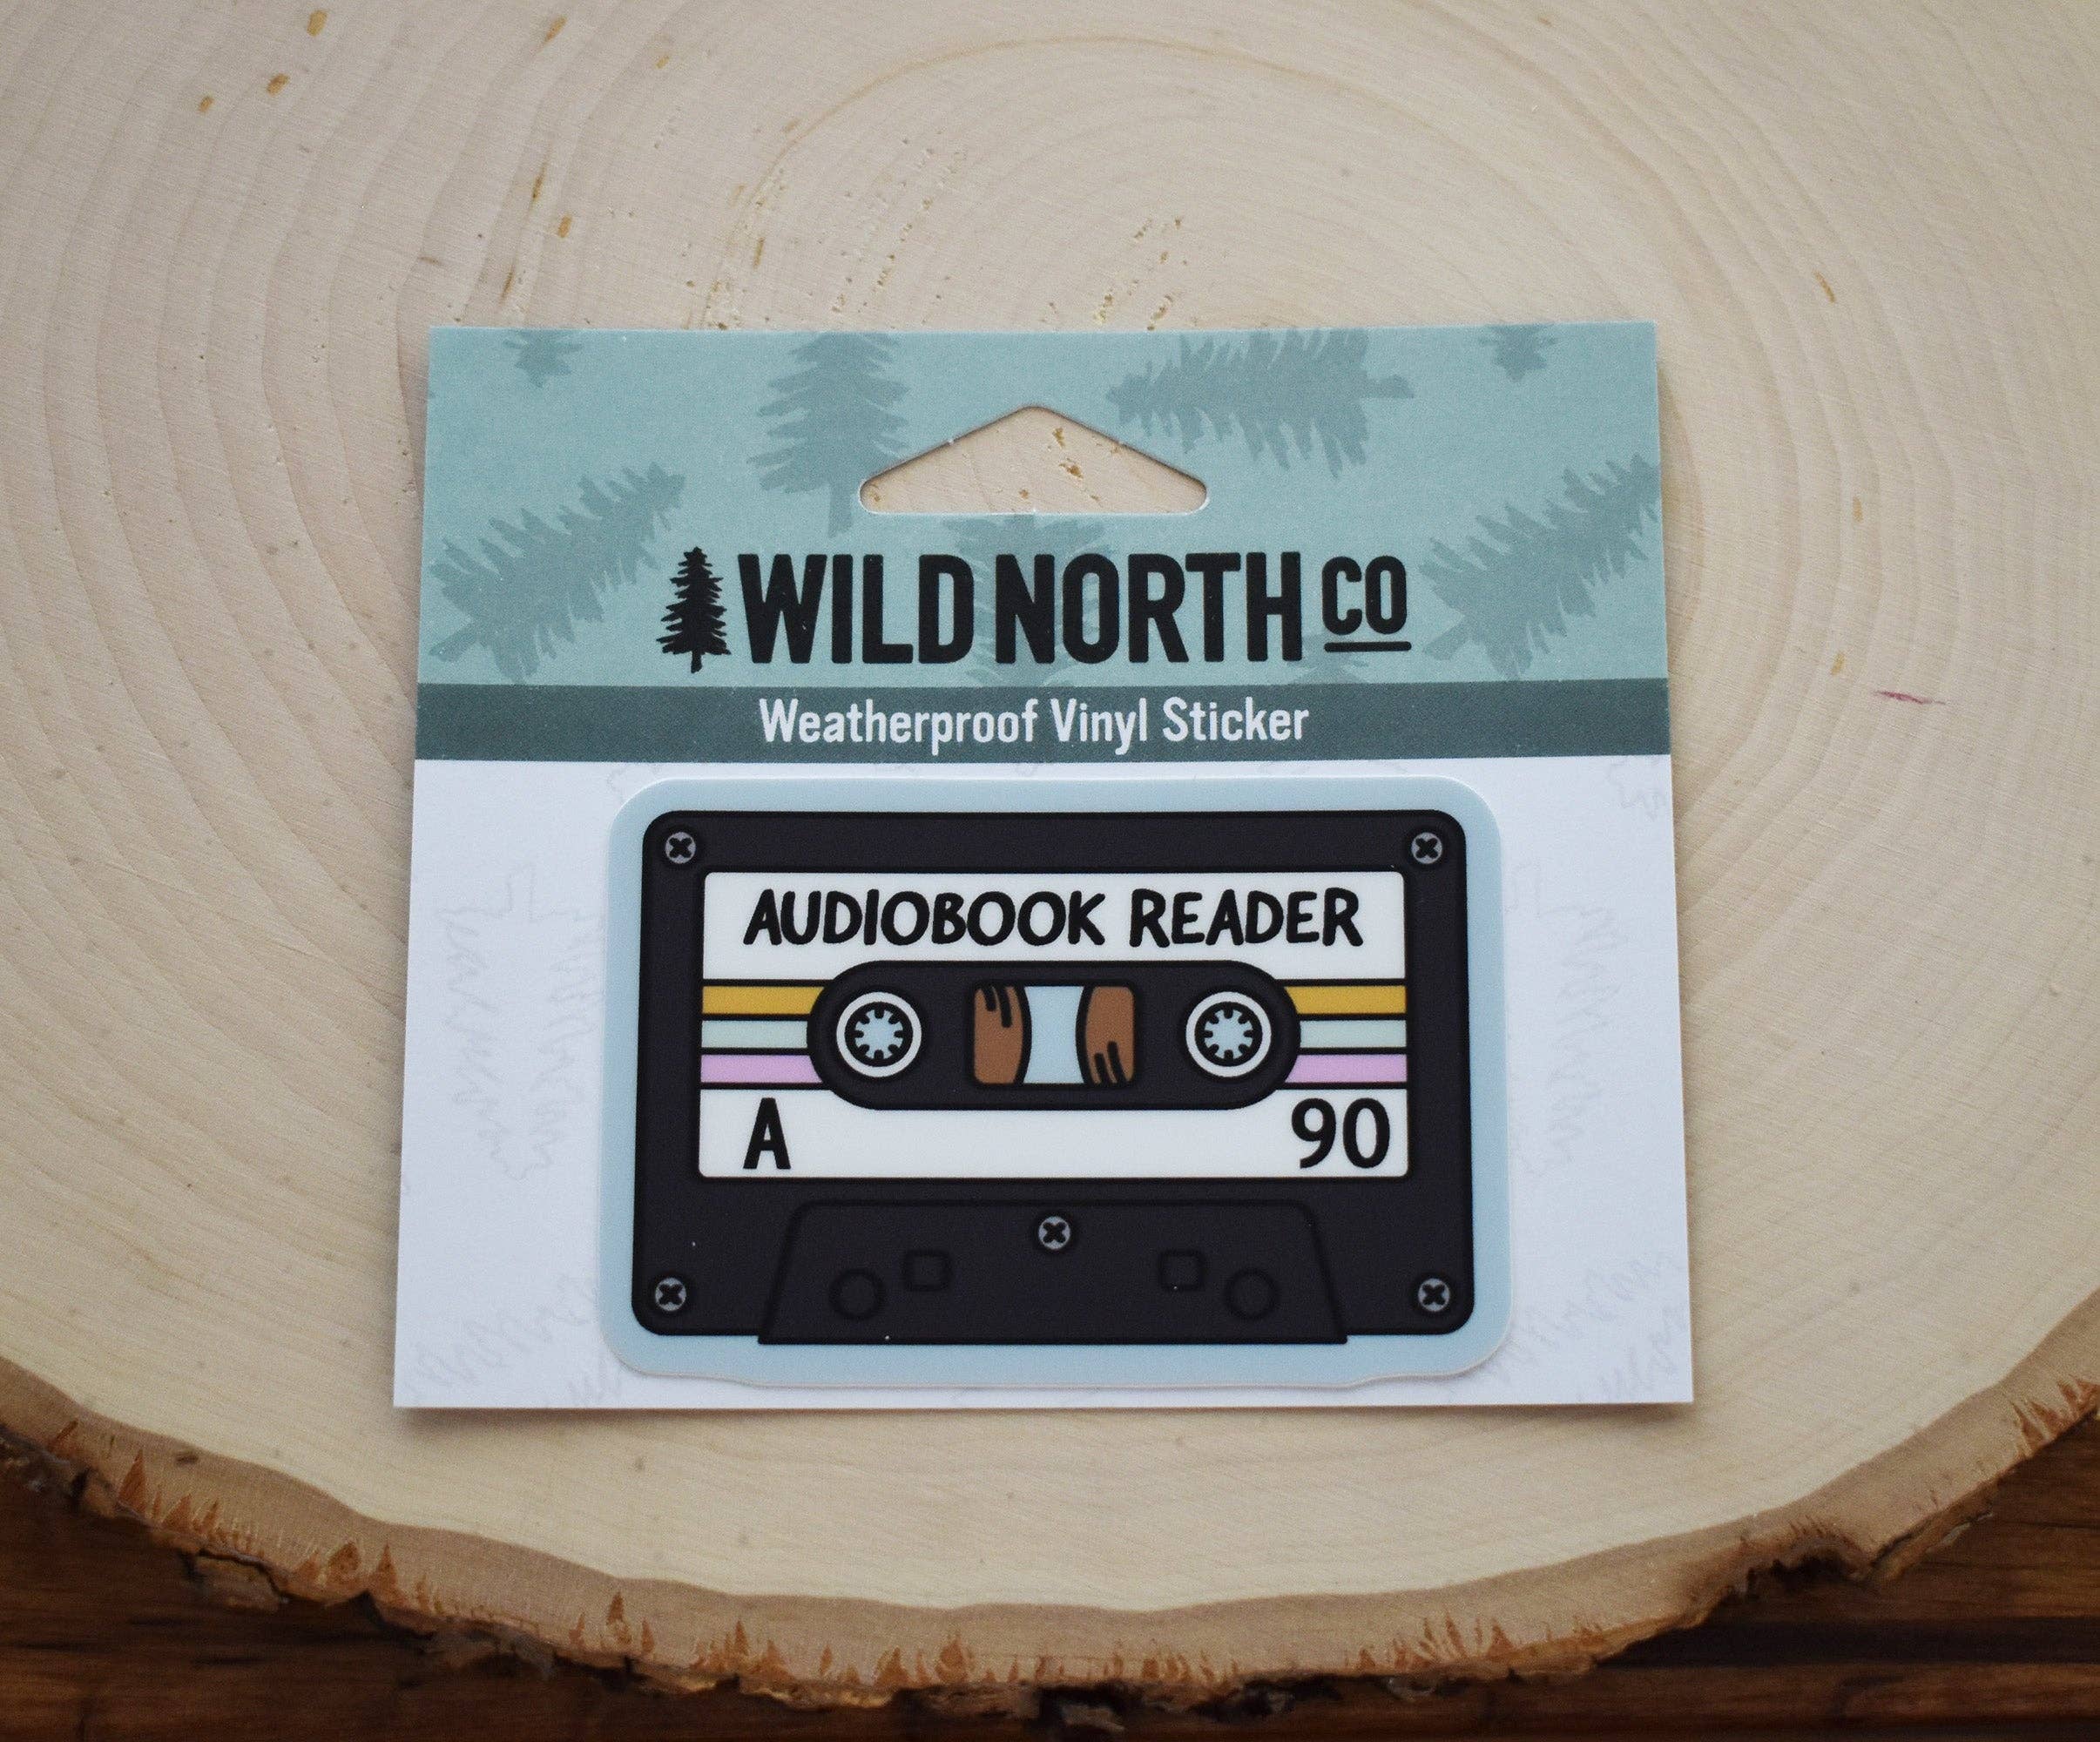 WILD NORTH CO
Weatherproof Vinyl Sticker
AUDIOBOOK READER
A 90